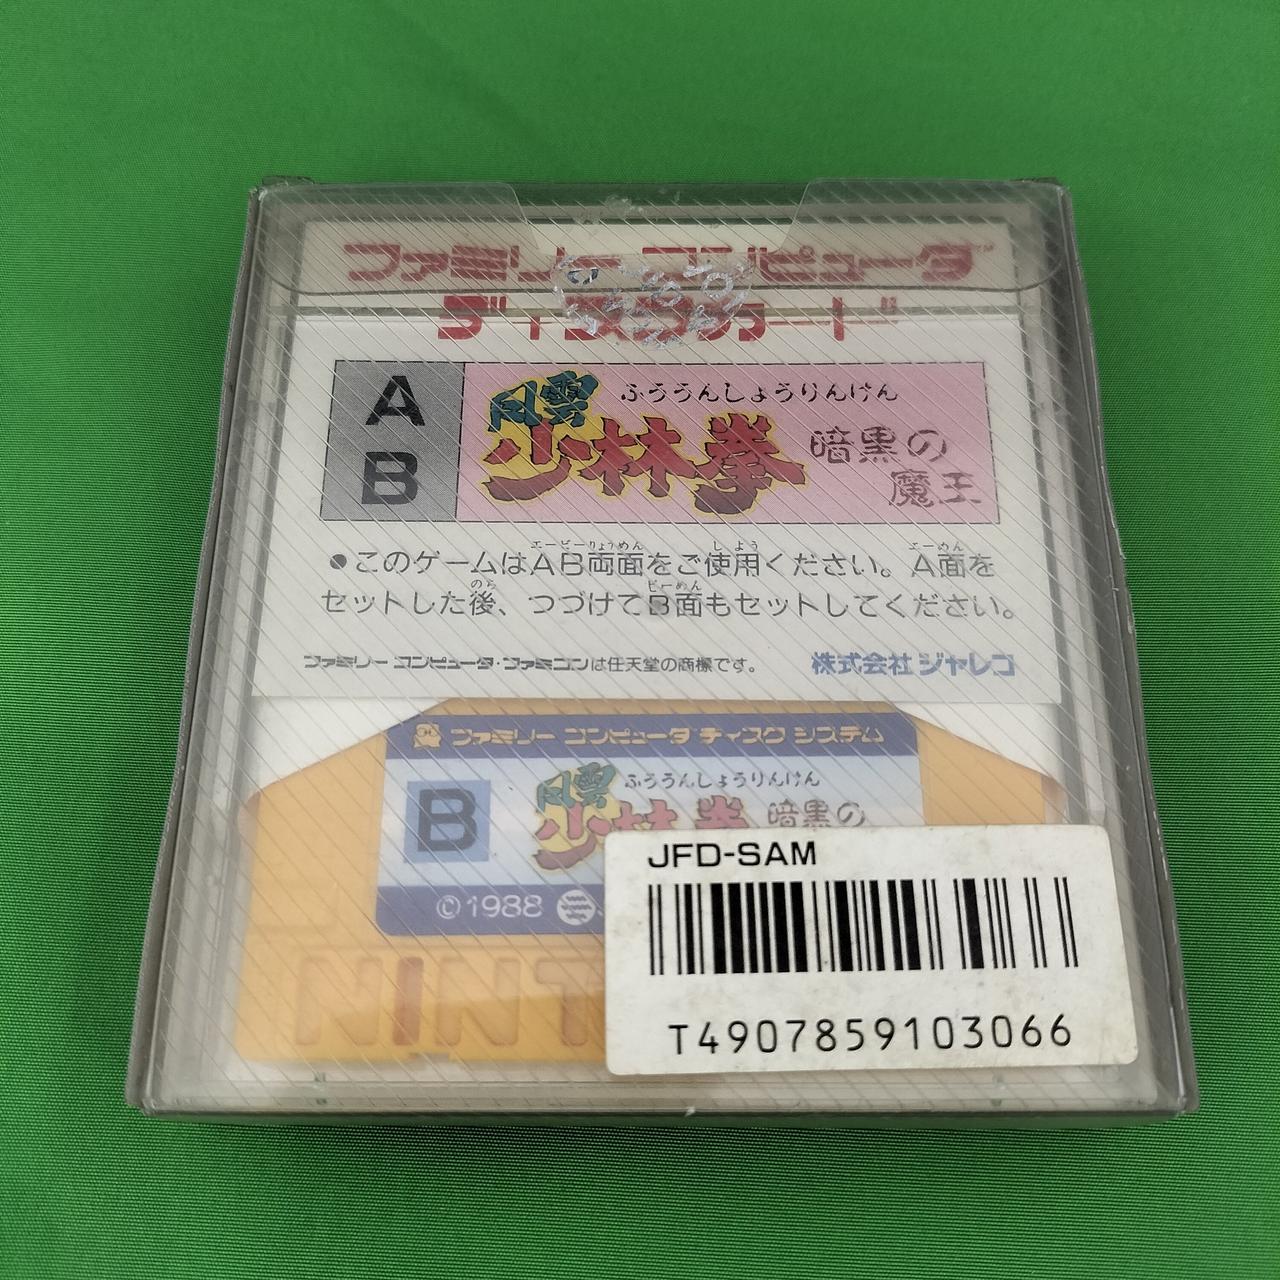 ファミリー コンピュータ
ディスクカード
A
B
ふううんしょうりんけん
風雲
少林拳
暗黒の
魔王
●このゲームはAB両面をご使用ください。A面を
エービーりょうめん しよう エーめん
セットした後、つづけてB面もセットしてください。
のち ビーめん
ファミリー コンピュータ・ファミコンは任天堂の商標です。
株式会社 ジャレコ
ファミリー コンピュータ ディスク システム
B
ふううんしょうりんけん
風雲
少林拳
暗黒の
©1988
NINT
JFD-SAM
T4907859103066